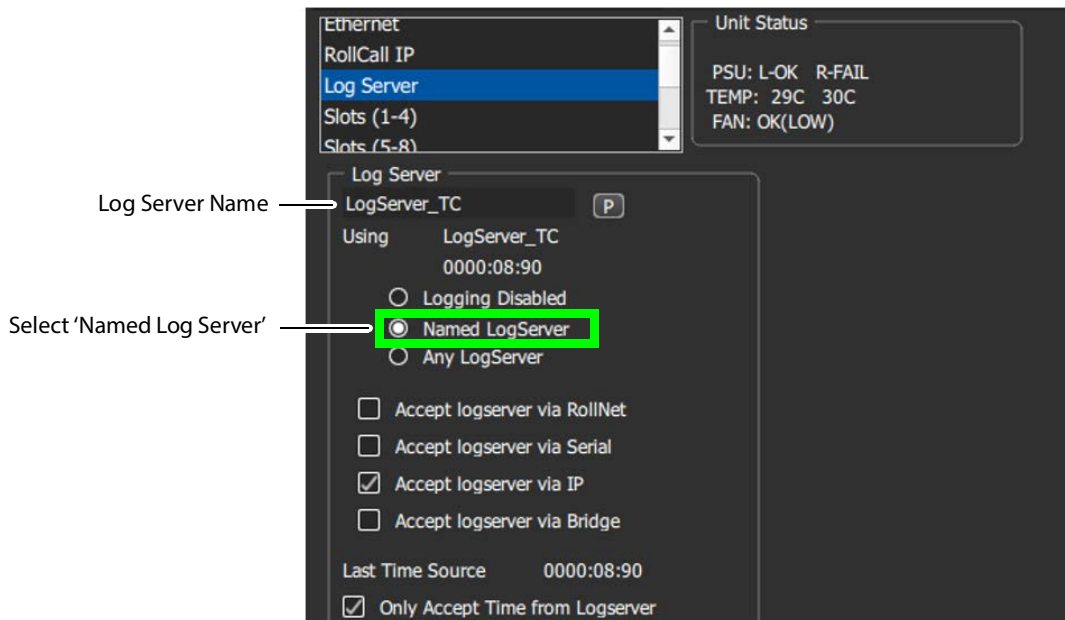 Ethernet
RollCall IP
Log Server
Slots (1-4)
Slots (5-8)
Unit Status
PSU: L-OK R-FAIL
TEMP: 29C 30C
FAN: OK(LOW)
Log Server
Log Server Name
LogServer_TC
P
Using LogServer_TC
0000:08:90
Logging Disabled
Select ‘Named Log Server’
Named LogServer
Any LogServer
Accept logserver via RollNet
Accept logserver via Serial
Accept logserver via IP
Accept logserver via Bridge
Last Time Source 0000:08:90
Only Accept Time from Logserver